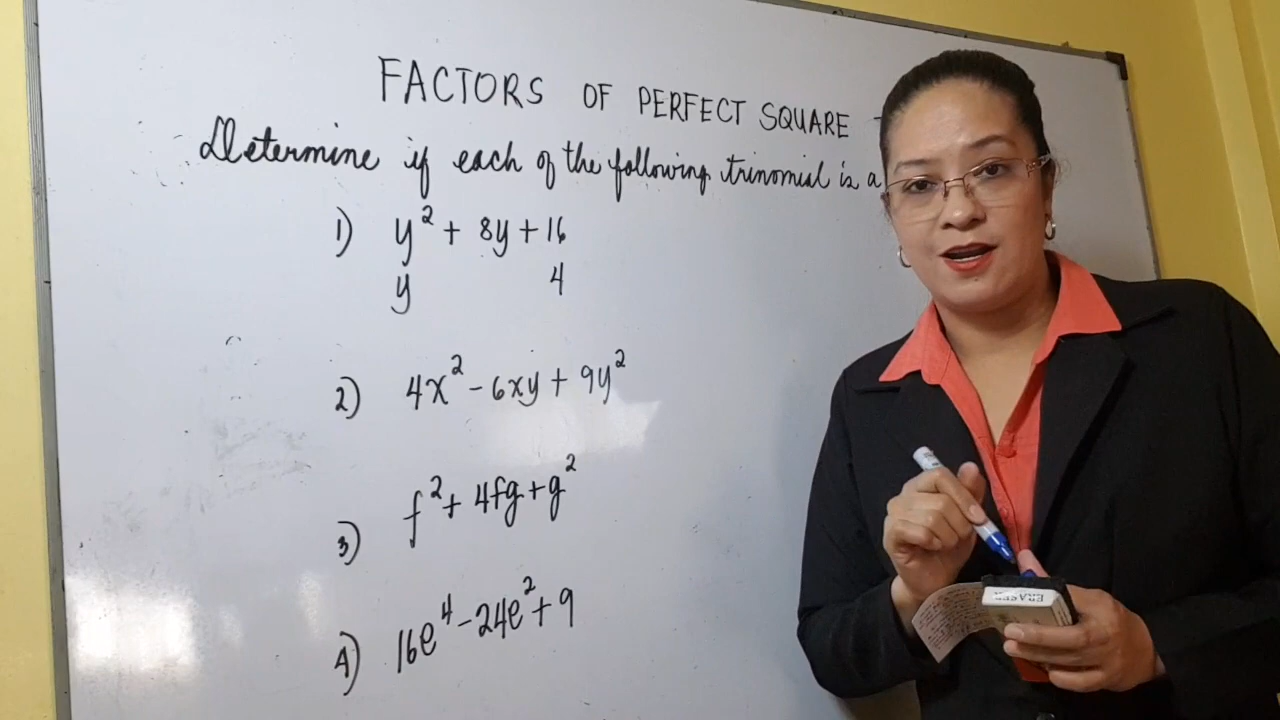 FACTORS OF PERFECT SQUARE
Determine if each of the following trinomial is a
1) y² + 8y + 16
y 4
2) 4x² - 6xy + 9y²
3) f² + 4fg + g²
4) 16e⁴ - 24e² + 9
ERASER